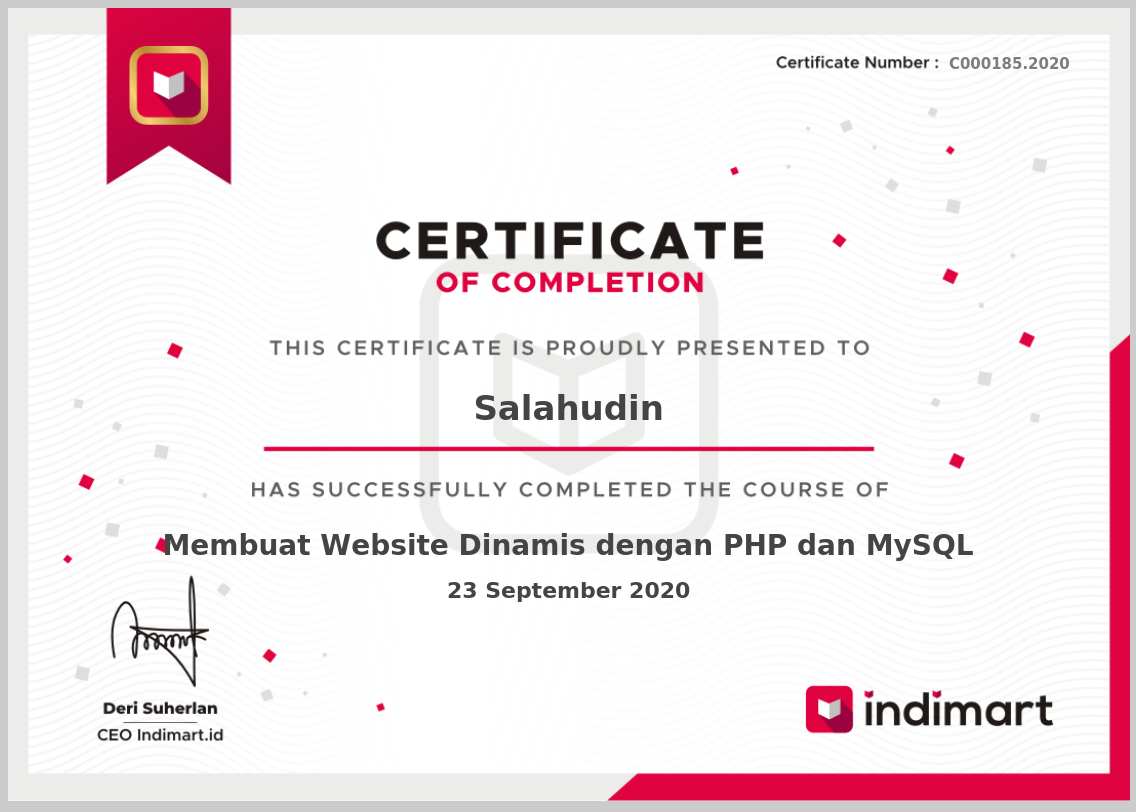 Certificate Number : C000185.2020
CERTIFICATE
OF COMPLETION
THIS CERTIFICATE IS PROUDLY PRESENTED TO
Salahudin
HAS SUCCESSFULLY COMPLETED THE COURSE OF
Membuat Website Dinamis dengan PHP dan MySQL
23 September 2020
Deri Suherlan
CEO Indimart.id
indimart